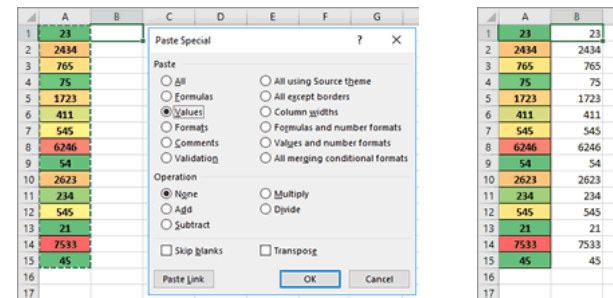 A B C D E F G
1 23
2 2434
3 765
4 75
5 1723
6 411
7 545
8 6246
9 54
10 2623
11 234
12 545
13 21
14 7533
15 45
16
17
Paste Special ? ×
Paste
All All using Source theme
Formulas All except borders
Values Column widths
Formats Formulas and number formats
Comments Values and number formats
Validation All merging conditional formats
Operation
None Multiply
Add Divide
Subtract
Skip blanks Transpose
Paste Link OK Cancel
A B
1 23 23
2 2434 2434
3 765 765
4 75 75
5 1723 1723
6 411 411
7 545 545
8 6246 6246
9 54 54
10 2623 2623
11 234 234
12 545 545
13 21 21
14 7533 7533
15 45 45
16
17